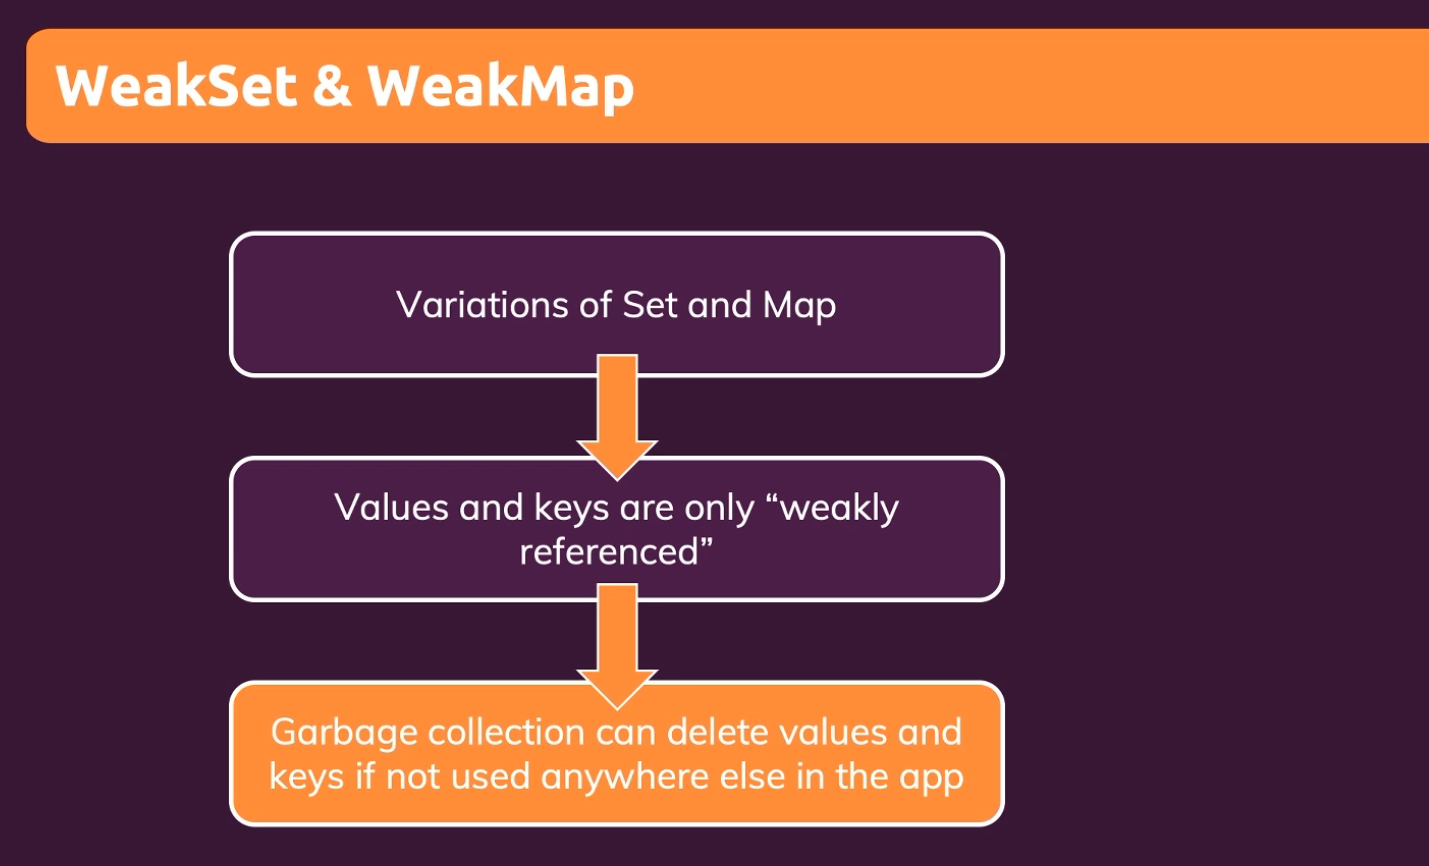 WeakSet & WeakMap
Variations of Set and Map
Values and keys are only “weakly
referenced”
Garbage collection can delete values and
keys if not used anywhere else in the app